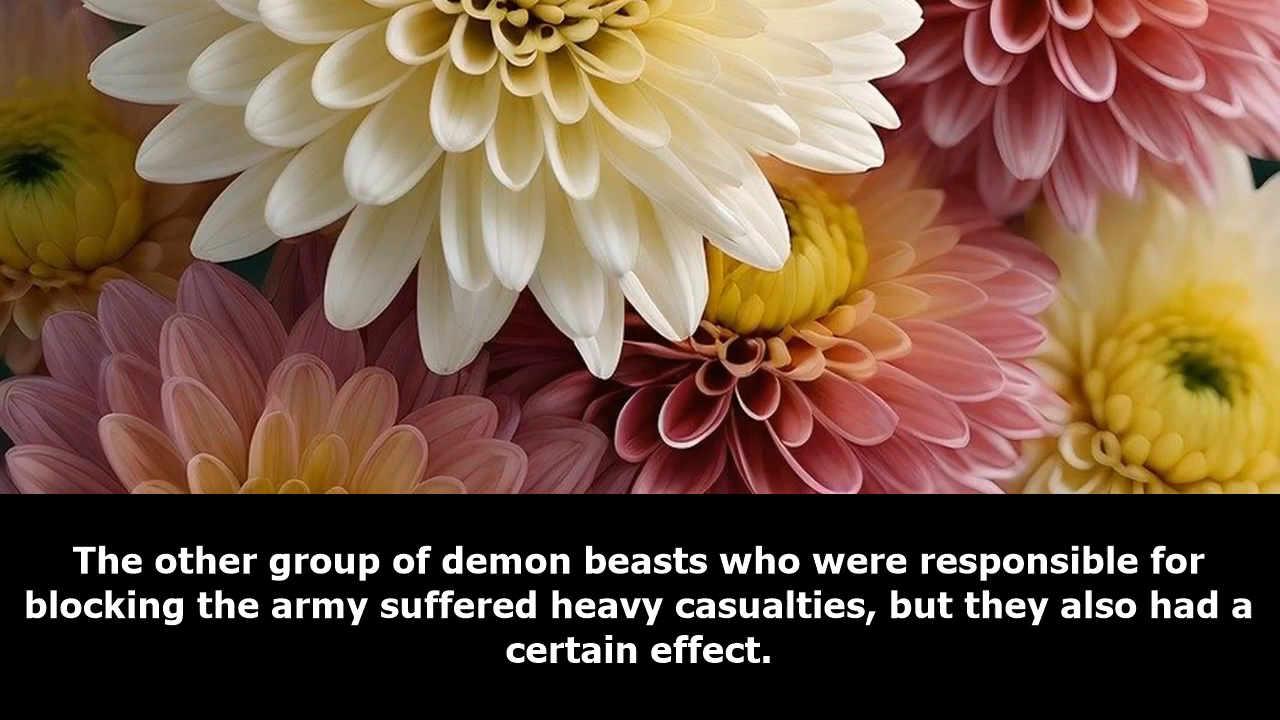 The other group of demon beasts who were responsible for
blocking the army suffered heavy casualties, but they also had a
certain effect.